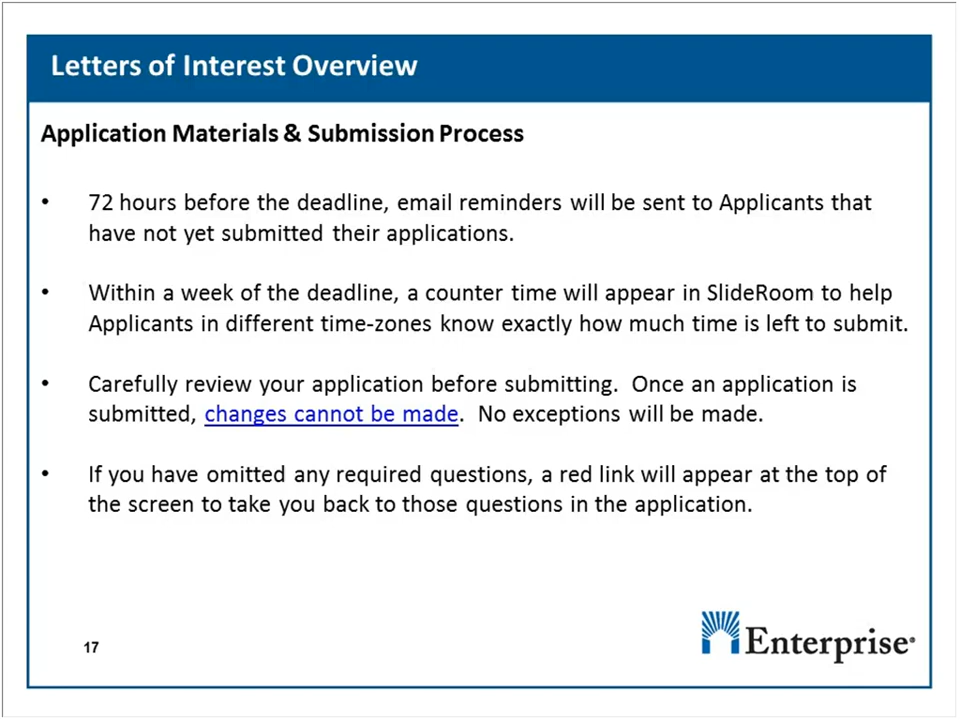 Letters of Interest Overview
Application Materials & Submission Process
• 72 hours before the deadline, email reminders will be sent to Applicants that
have not yet submitted their applications.
• Within a week of the deadline, a counter time will appear in SlideRoom to help
Applicants in different time-zones know exactly how much time is left to submit.
• Carefully review your application before submitting.  Once an application is
submitted, changes cannot be made.  No exceptions will be made.
• If you have omitted any required questions, a red link will appear at the top of
the screen to take you back to those questions in the application.
17
Enterprise®